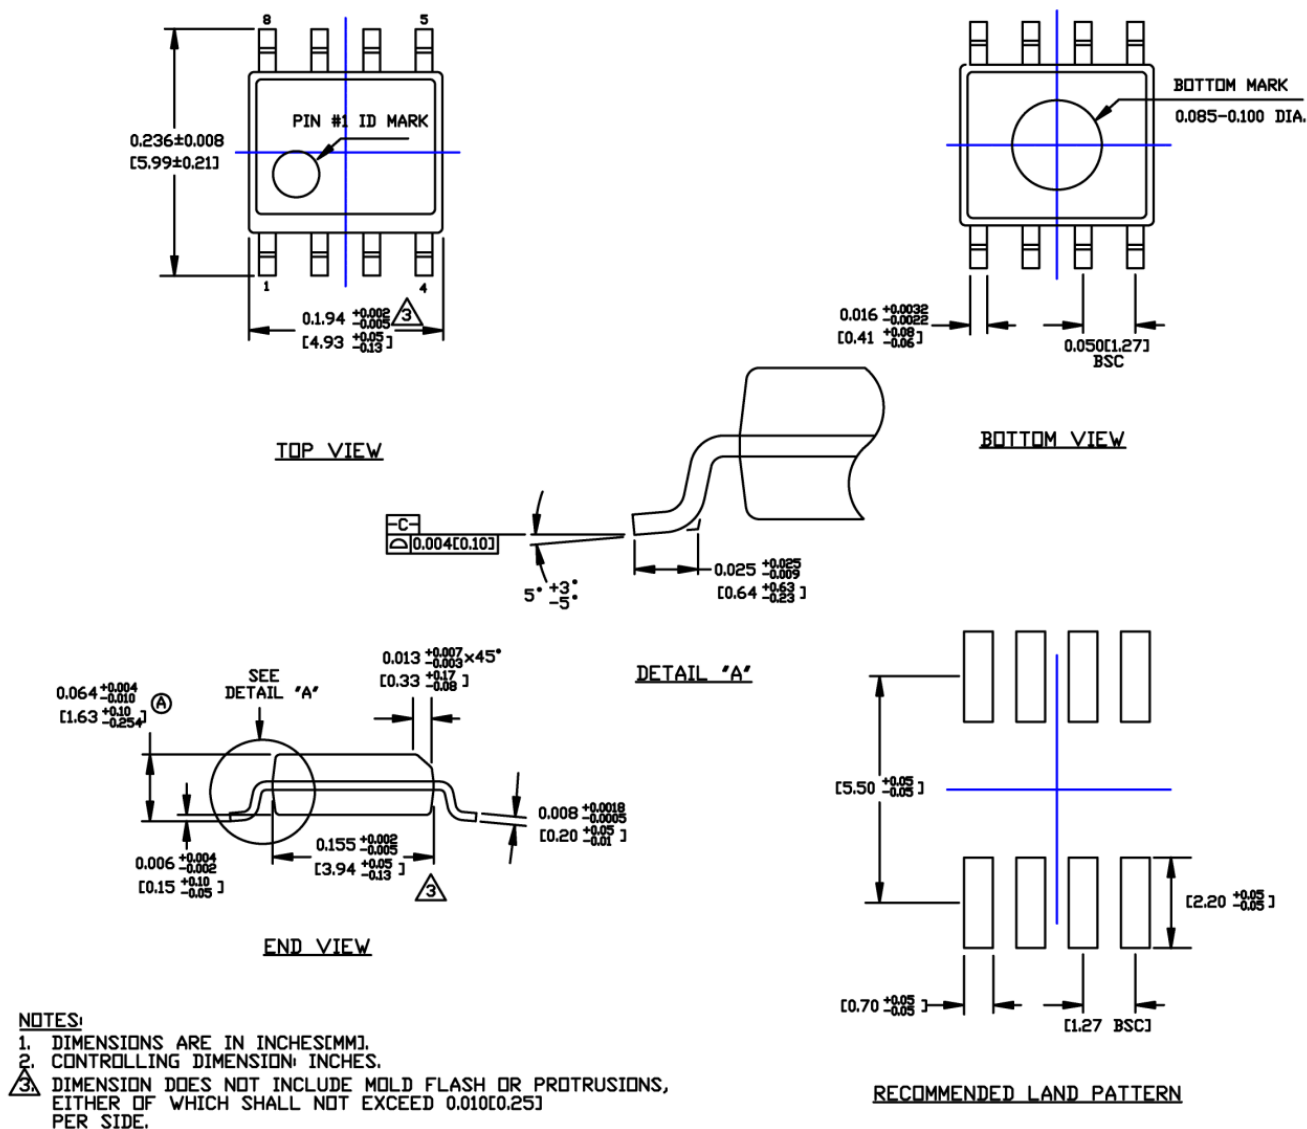 8
5
PIN #1 ID MARK
0.236±0.008
[5.99±0.21]
1
4
0.1.94 +0.002 -0.005
[4.93 +0.05 -0.13]
3
TOP VIEW
BOTTOM MARK
0.085-0.100 DIA.
0.016 +0.0032 -0.0022
[0.41 +0.08 -0.06]
0.050[1.27]
BSC
BOTTOM VIEW
-C-
0.004[0.10]
5° +3° -5°
0.025 +0.025 -0.009
[0.64 +0.63 -0.23]
DETAIL "A"
SEE
DETAIL "A"
0.013 +0.007 -0.003 ×45°
[0.33 +0.17 -0.08]
0.064 +0.004 -0.010
[1.63 +0.10 -0.254]
A
0.008 +0.0018 -0.0005
[0.20 +0.05 -0.01]
0.155 +0.002 -0.005
[3.94 +0.05 -0.13]
3
0.006 +0.004 -0.002
[0.15 +0.10 -0.05]
END VIEW
[5.50 +0.05 -0.05]
[2.20 +0.05 -0.05]
[0.70 +0.05 -0.05]
[1.27 BSC]
RECOMMENDED LAND PATTERN
NOTES:
1. DIMENSIONS ARE IN INCHES[MM].
2. CONTROLLING DIMENSION: INCHES.
3. DIMENSION DOES NOT INCLUDE MOLD FLASH OR PROTRUSIONS,
EITHER OF WHICH SHALL NOT EXCEED 0.010[0.25]
PER SIDE.